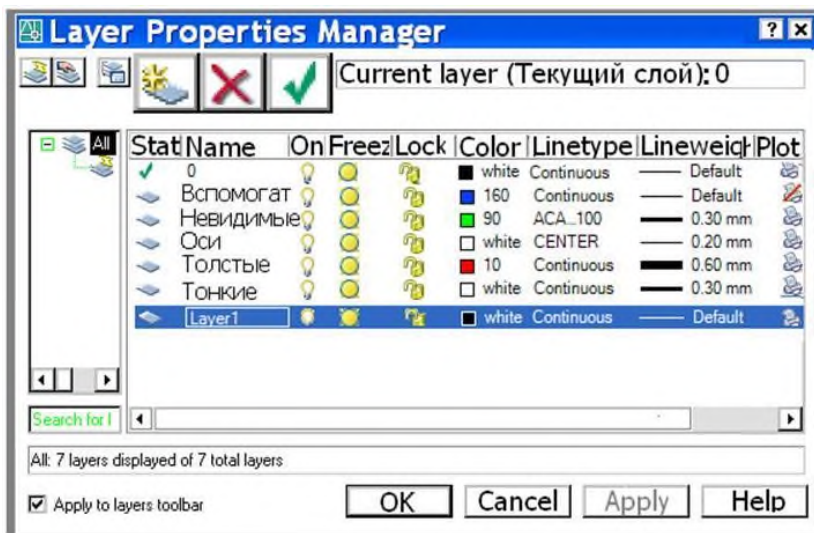 Layer Properties Manager
Current layer (Текущий слой): 0
All
Stat Name On Freez Lock Color Linetype Lineweigh Plot
0 white Continuous Default
Вспомогат 160 Continuous Default
Невидимые 90 ACA_100 0.30 mm
Оси white CENTER 0.20 mm
Толстые 10 Continuous 0.60 mm
Тонкие white Continuous 0.30 mm
Layer1 white Continuous Default
Search for l
All: 7 layers displayed of 7 total layers
Apply to layers toolbar
OK Cancel Apply Help